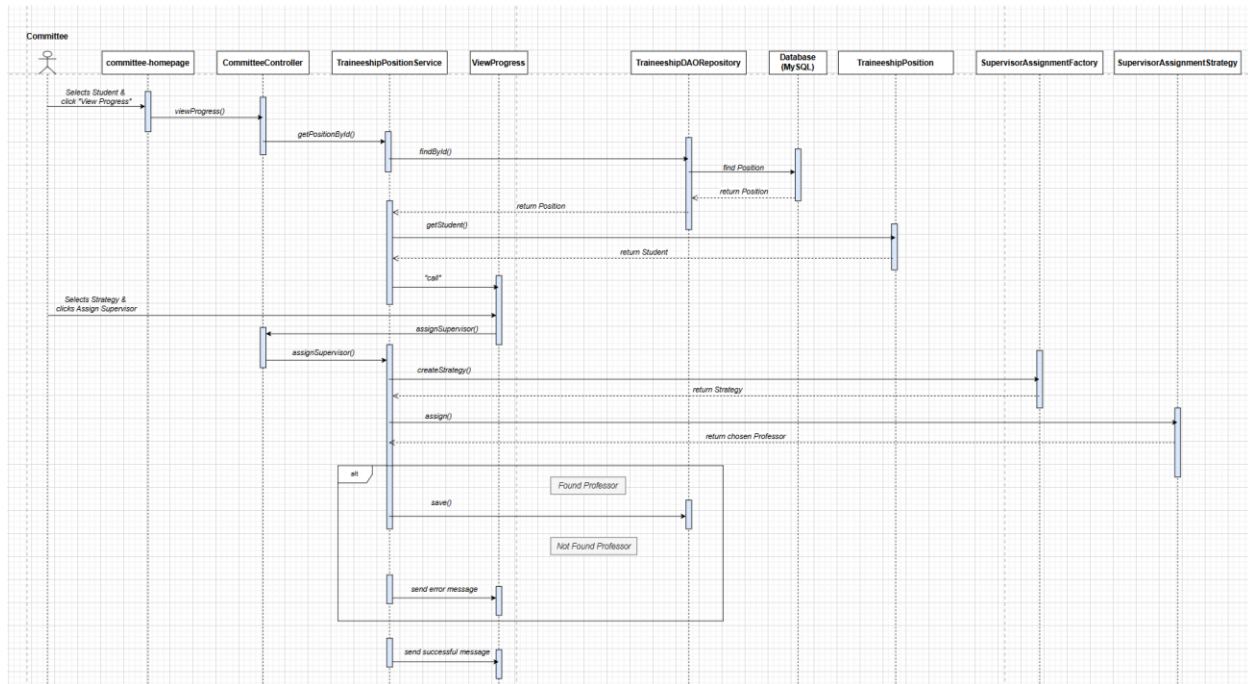 Committee
committee-homepage
CommitteeController
TraineeshipPositionService
ViewProgress
TraineeshipDAORepository
Database
(MySQL)
TraineeshipPosition
SupervisorAssignmentFactory
SupervisorAssignmentStrategy
Selects Student &
click "View Progress"
viewProgress()
getPositionById()
findById()
find Position
return Position
return Position
getStudent()
return Student
"call"
Selects Strategy &
clicks Assign Supervisor
assignSupervisor()
assignSupervisor()
createStrategy()
return Strategy
assign()
return chosen Professor
alt
Found Professor
save()
Not Found Professor
send error message
send successful message